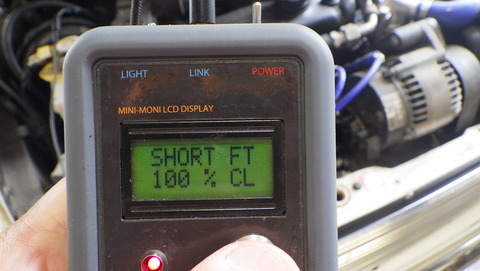 LIGHT LINK POWER
MINI-MONI LCD DISPLAY
SHORT FT
100 % CL